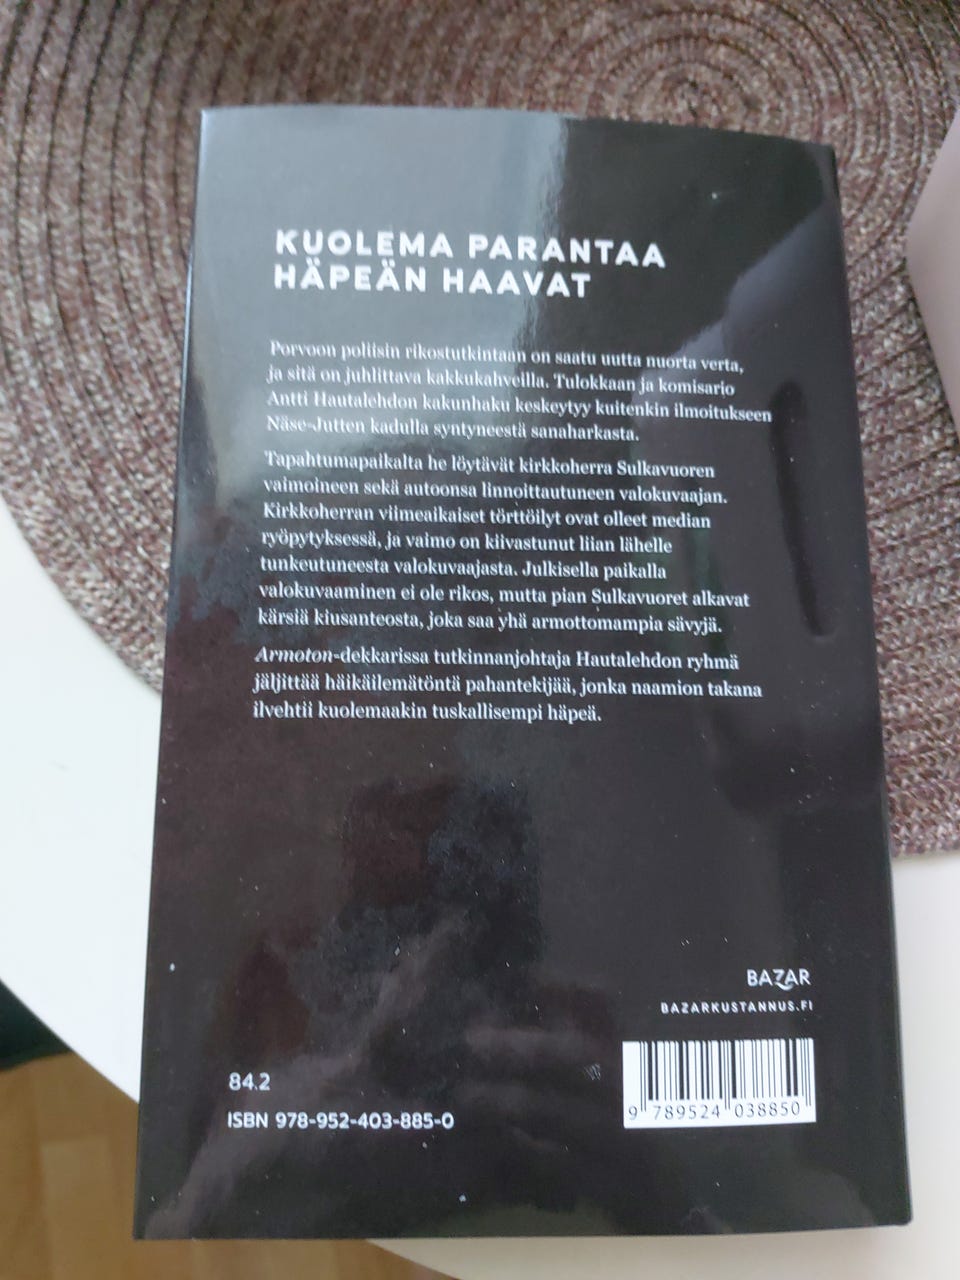 KUOLEMA PARANTAA
HÄPEÄN HAAVAT
Porvoon poliisin rikostutkintaan on saatu uutta nuorta verta,
ja sitä on juhlittava kakkukahveilla. Tulokkaan ja komisario
Antti Hautalehdon kakunhaku keskeytyy kuitenkin ilmoitukseen
Näse-Jutten kadulla syntyneestä sanaharkasta.
Tapahtumapaikalta he löytävät kirkkoherra Sulkavuoren
vaimoineen sekä autoonsa linnoittautuneen valokuvaajan.
Kirkkoherran viimeaikaiset törttöilyt ovat olleet median
ryöpytyksessä, ja vaimo on kiivastunut liian lähelle
tunkeutuneesta valokuvaajasta. Julkisella paikalla
valokuvaaminen ei ole rikos, mutta pian Sulkavuoret alkavat
kärsiä kiusanteosta, joka saa yhä armottomampia sävyjä.
Armoton-dekkarissa tutkinnanjohtaja Hautalehdon ryhmä
jäljittää häikäilemätöntä pahantekijää, jonka naamion takana
ilvehtii kuolemaakin tuskallisempi häpeä.
BAZAR
BAZARKUSTANNUS.FI
84.2
ISBN 978-952-403-885-0
9 789524 038850